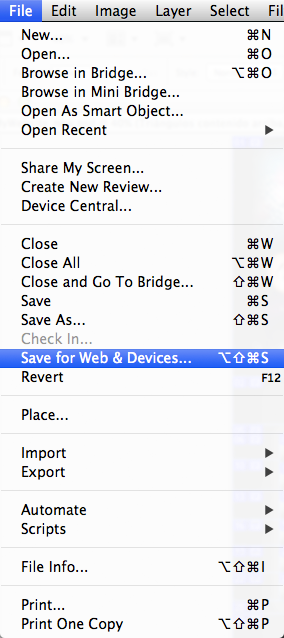 File Edit Image Layer Select Fil
New... ⌘N
Open... ⌘O
Browse in Bridge... ⌥⌘O
Browse in Mini Bridge...
Open As Smart Object...
Open Recent ▶
Share My Screen...
Create New Review...
Device Central...
Close ⌘W
Close All ⌥⌘W
Close and Go To Bridge... ⇧⌘W
Save ⌘S
Save As... ⇧⌘S
Check In...
Save for Web & Devices... ⌥⇧⌘S
Revert F12
Place...
Import ▶
Export ▶
Automate ▶
Scripts ▶
File Info... ⌥⇧⌘I
Print... ⌘P
Print One Copy ⌥⇧⌘P